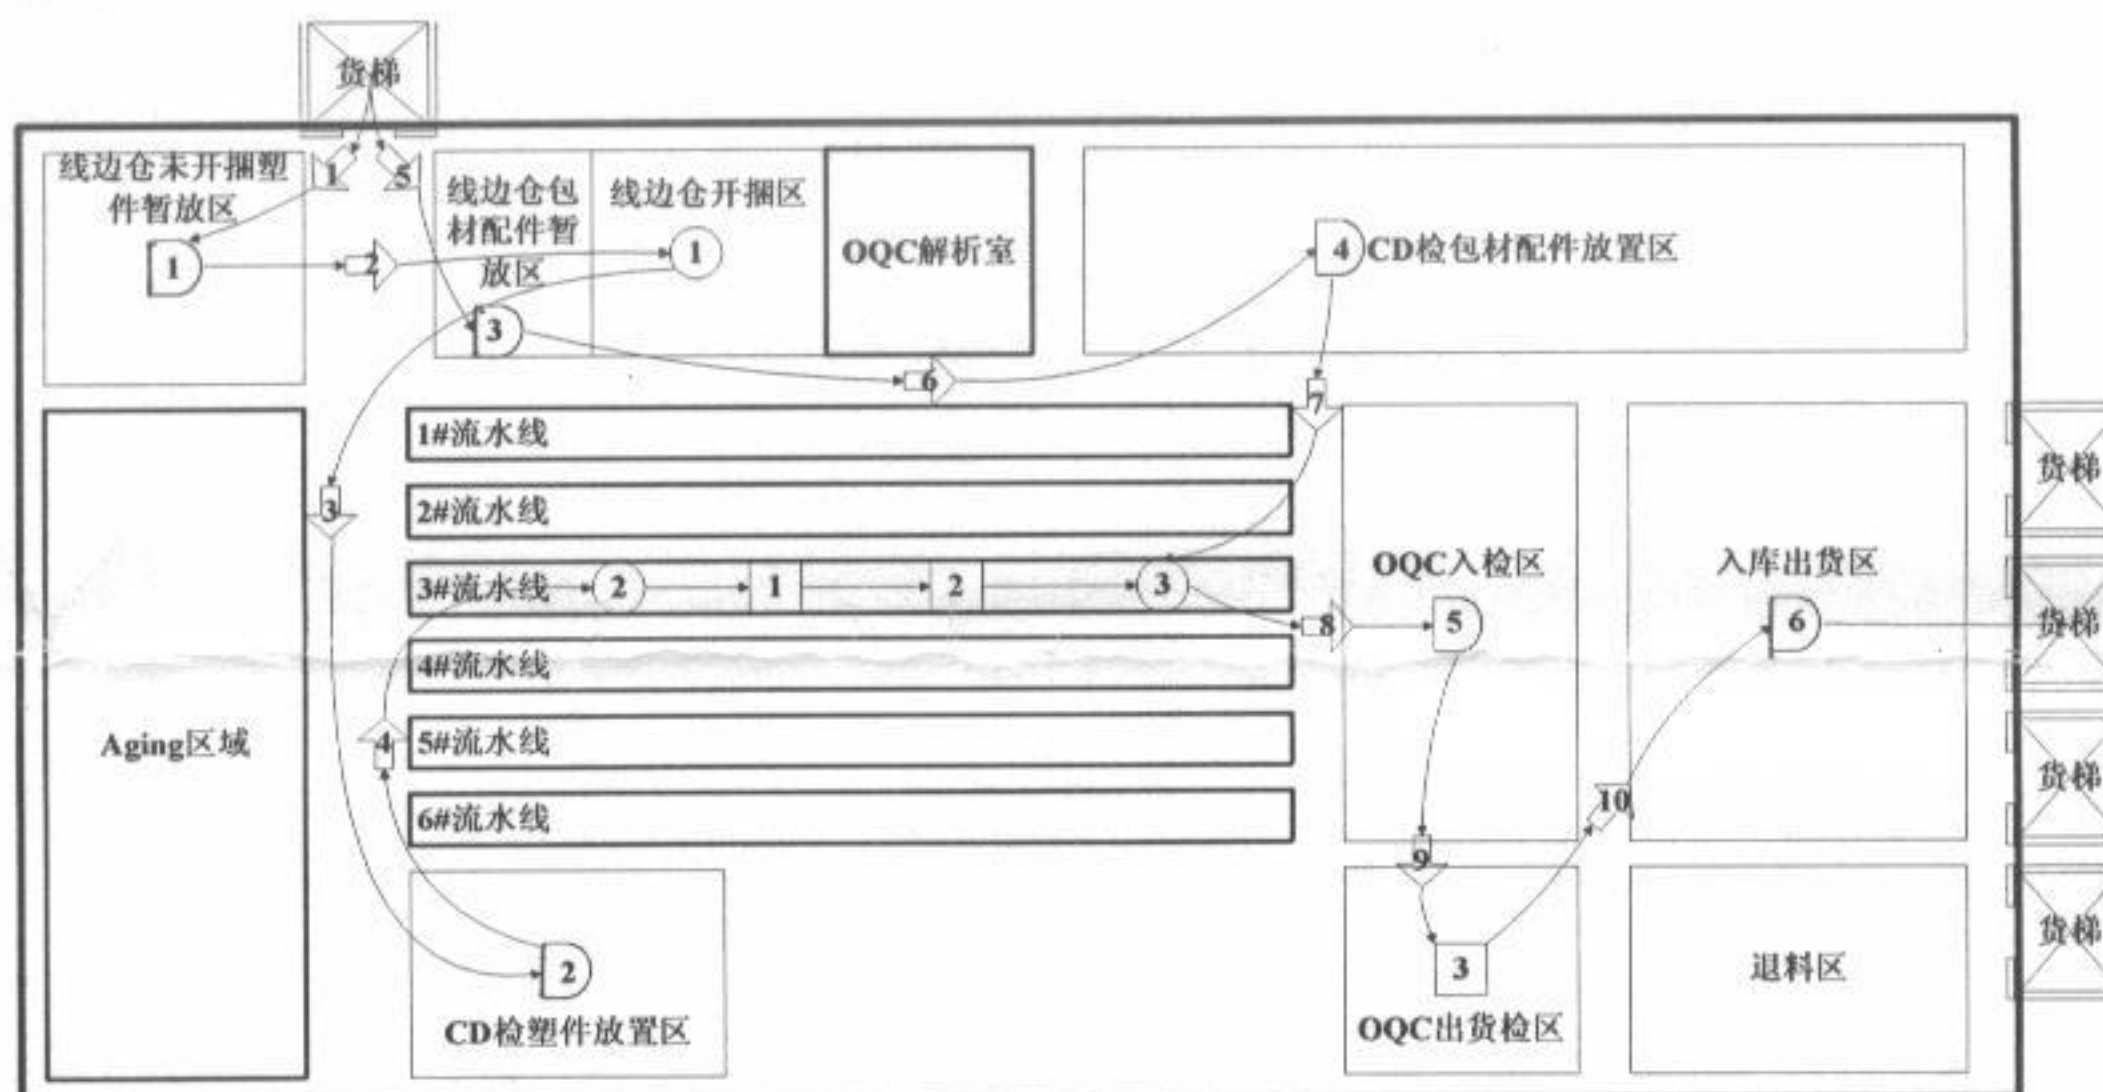 货梯
1
5
线边仓未开捆塑
件暂放区
1
2
线边仓包
材配件暂
放区
3
线边仓开捆区
1
OQC解析室
4
CD检包材配件放置区
6
7
1#流水线
2#流水线
3
3#流水线
2
1
2
3
8
4#流水线
4
5#流水线
6#流水线
Aging区域
2
CD检塑件放置区
OQC入检区
5
9
3
OQC出货检区
10
入库出货区
6
退料区
货梯
货梯
货梯
货梯